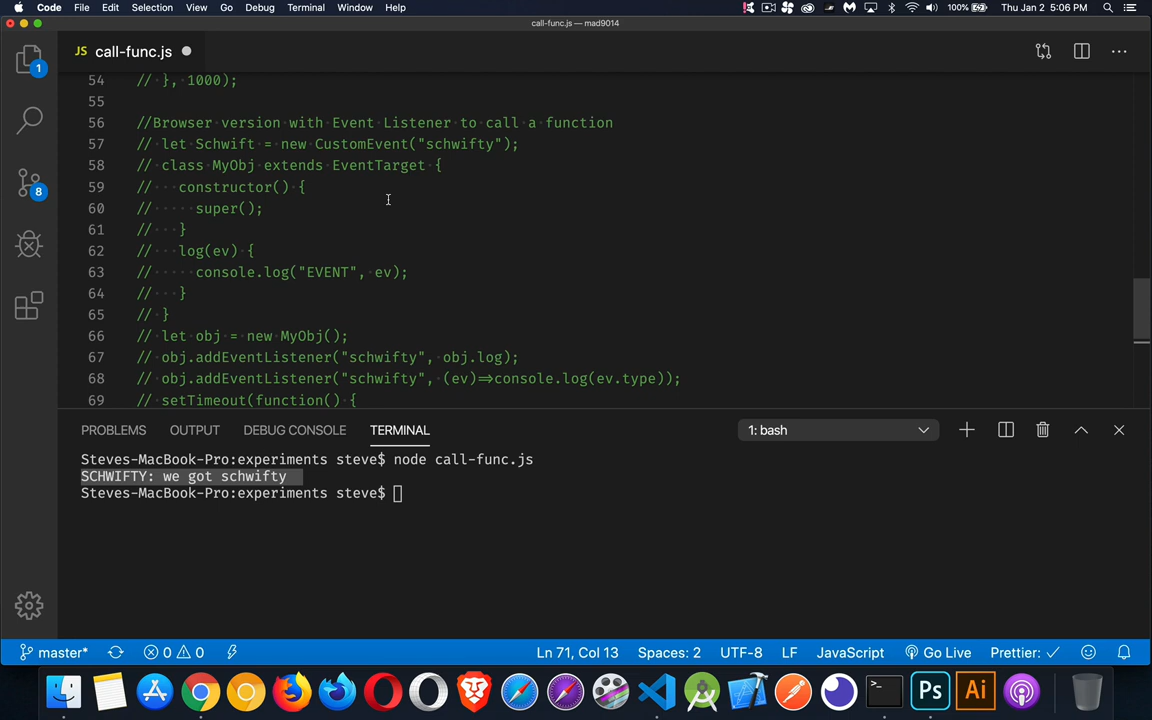 Code File Edit Selection View Go Debug Terminal Window Help 100% Thu Jan 2 5:06 PM
call-func.js — mad9014
JS call-func.js
1
8
54 // }, 1000);
55
56 //Browser version with Event Listener to call a function
57 // let Schwift = new CustomEvent("schwifty");
58 // class MyObj extends EventTarget {
59 //   constructor() {
60 //     super();
61 //   }
62 //   log(ev) {
63 //     console.log("EVENT", ev);
64 //   }
65 // }
66 // let obj = new MyObj();
67 // obj.addEventListener("schwifty", obj.log);
68 // obj.addEventListener("schwifty", (ev)=>console.log(ev.type));
69 // setTimeout(function() {
PROBLEMS OUTPUT DEBUG CONSOLE TERMINAL 1: bash
Steves-MacBook-Pro:experiments steve$ node call-func.js
SCHWIFTY: we got schwifty
Steves-MacBook-Pro:experiments steve$
master* 0 0 Ln 71, Col 13 Spaces: 2 UTF-8 LF JavaScript Go Live Prettier: ✓
>_ Ps Ai